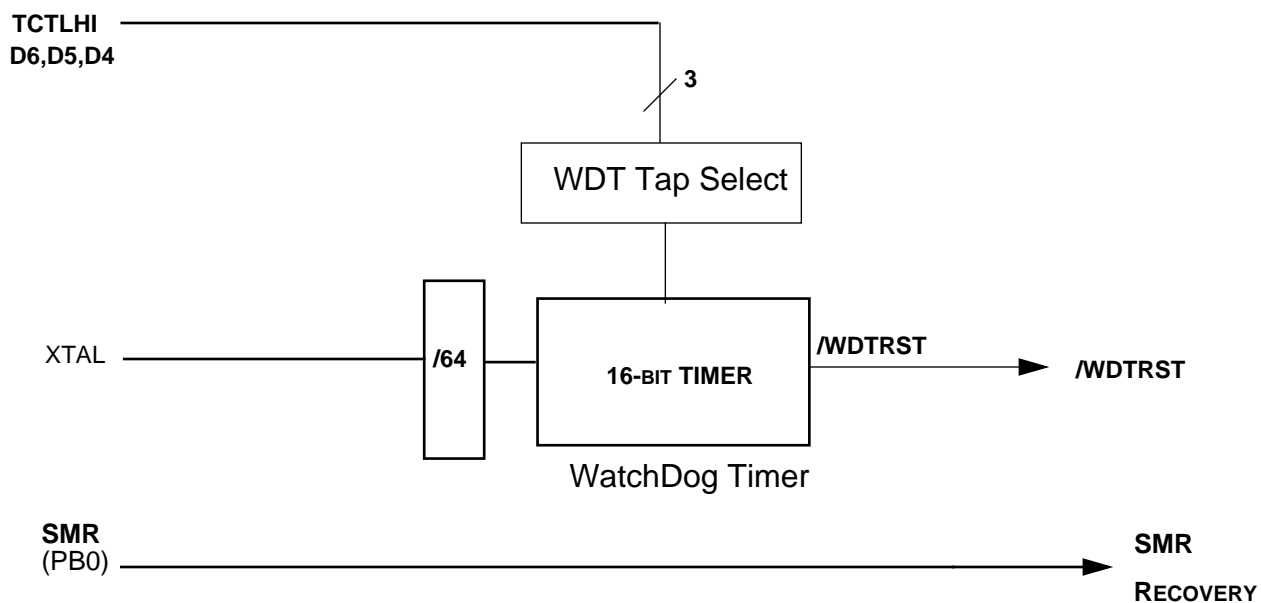 TCTLHI
D6,D5,D4
3
WDT Tap Select
XTAL
/64
16-BIT TIMER
/WDTRST
/WDTRST
WatchDog Timer
SMR
(PB0)
SMR
RECOVERY